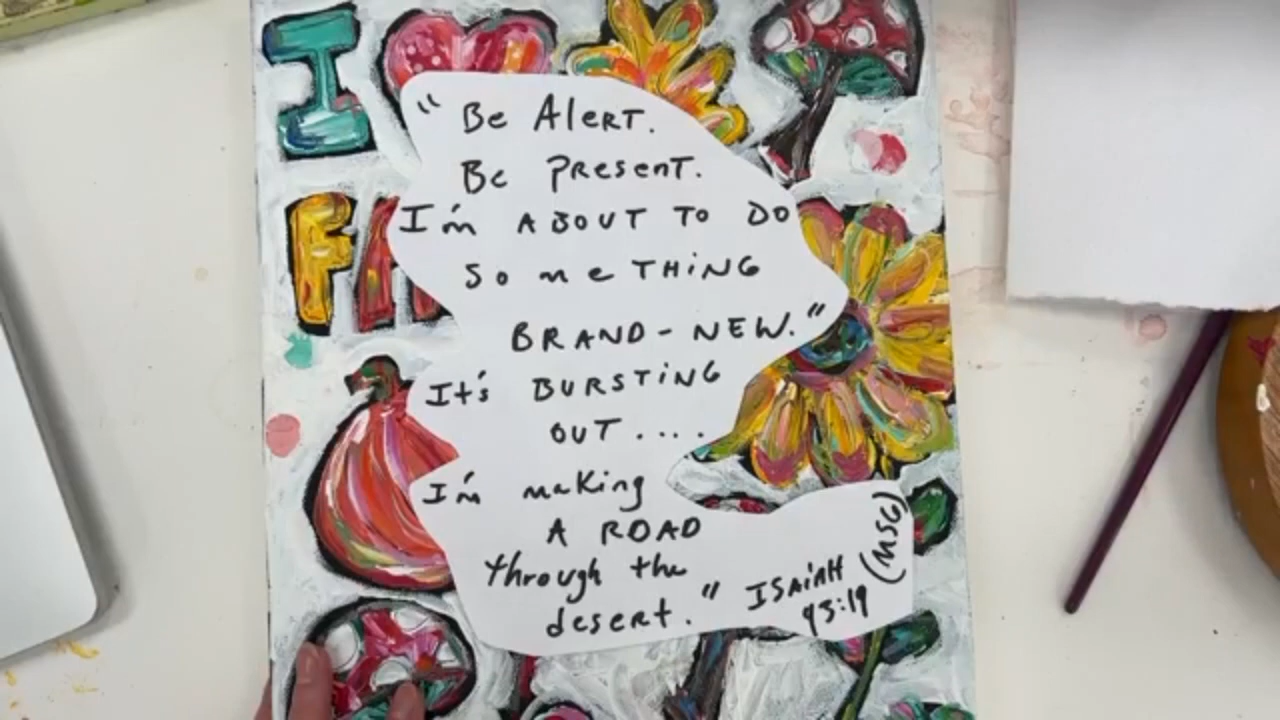 I
FA
" Be Alert.
Be Present.
I'm ABOUT TO DO
SomeTHiNG
BRAND-NEW."
It's BURSTiNG
OUT....
I'm making
A ROAD
through the
desert."
ISAiAH
43:19
(MSG)